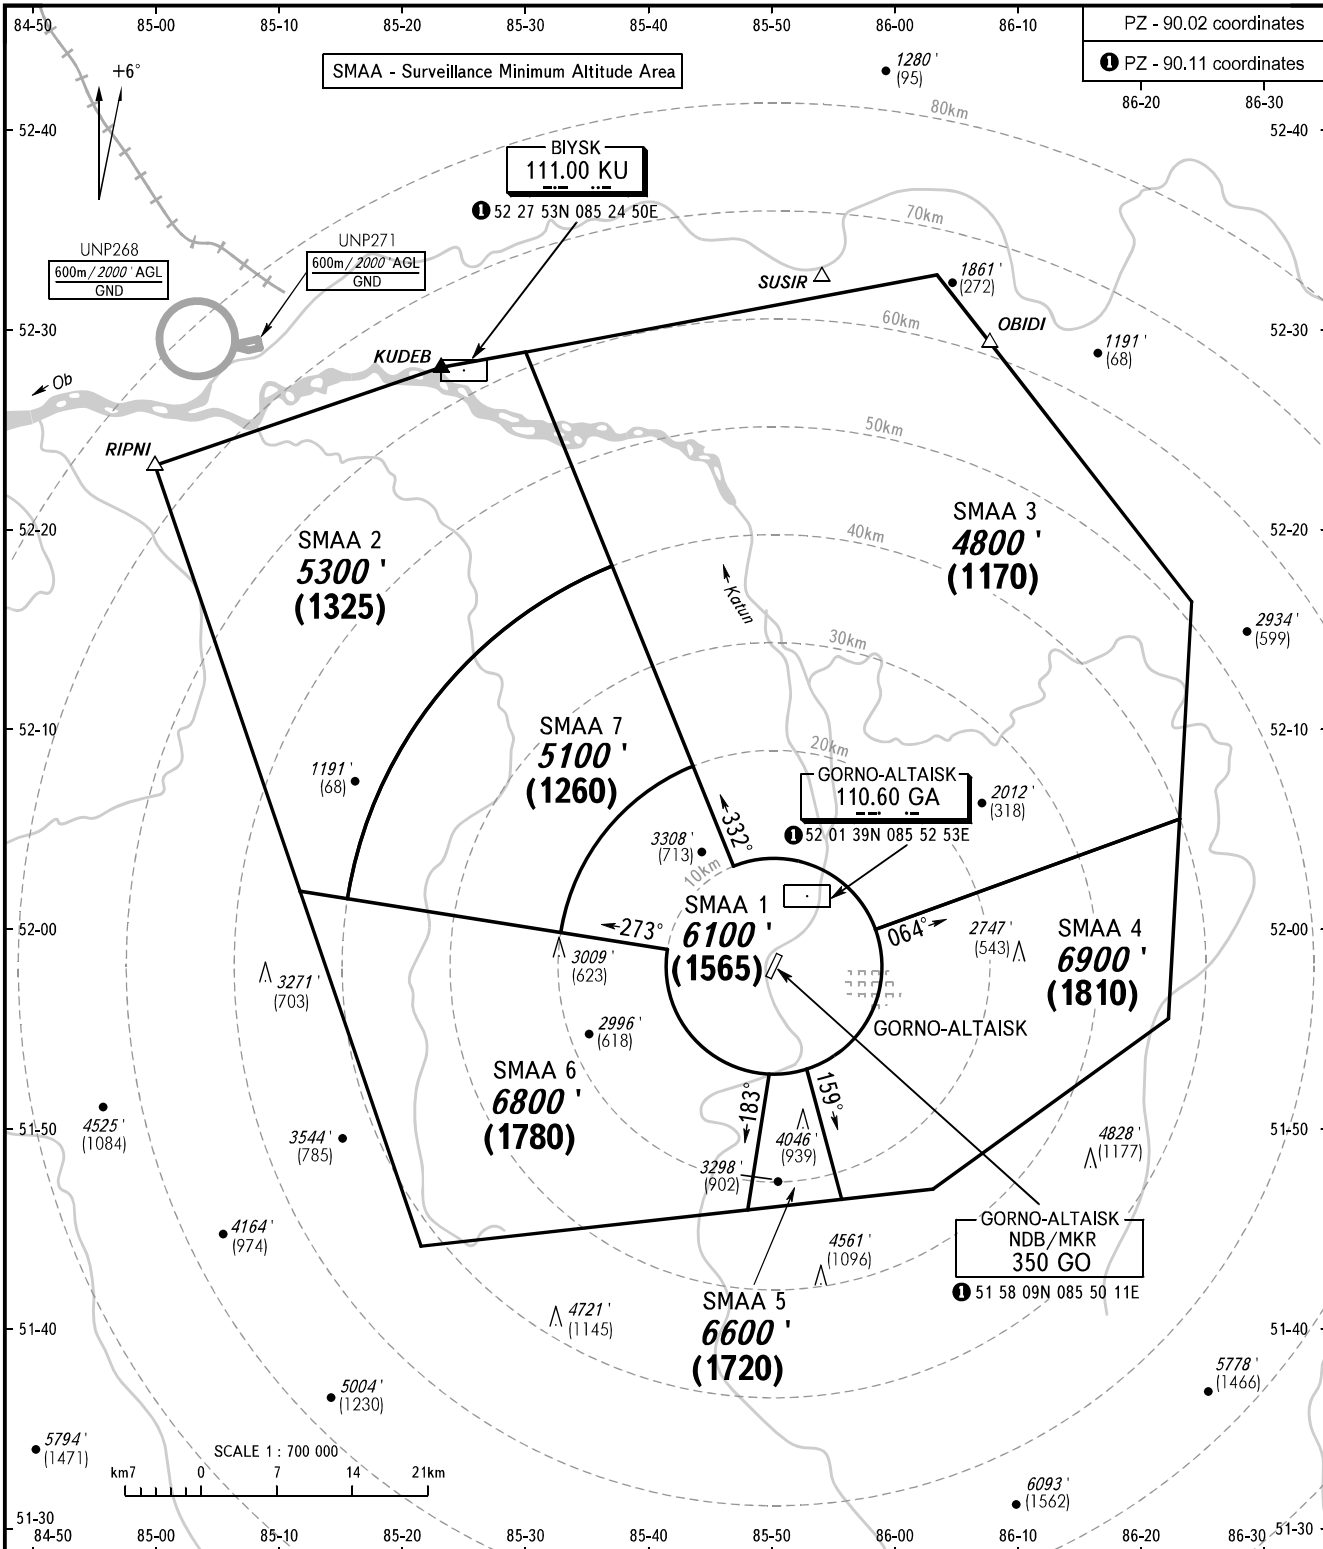 84-50 85-00 85-20 85-30 85-40 85-50 86-00 86-10
PZ - 90.02 coordinates
❶ PZ - 90.11 coordinates
86-20 86-30
+6°
SMAA - Surveillance Minimum Altitude Area
1280'
(95)
80km
52-40 52-40
BIYSK
111.00 KU
❶ 52 27 53N 085 24 50E
70km
UNP268
600m/2000' AGL
GND
UNP271
600m/2000' AGL
GND
SUSIR
1861'
(272)
60km
OBIDI
52-30 52-30
1191'
(68)
KUDEB
Ob
RIPNI
50km
52-20 52-20
SMAA 2
5300'
(1325)
SMAA 3
4800'
(1170)
40km
Katun
2934'
(599)
30km
52-10 52-10
SMAA 7
5100'
(1260)
20km
1191'
(68)
GORNO-ALTAISK
110.60 GA
❶ 52 01 39N 085 52 53E
2012'
(318)
3308'
(713)
332°
10km
52-00 52-00
SMAA 1
6100'
(1565)
273°
064°
2747'
(543)
SMAA 4
6900'
(1810)
3009'
(623)
3271'
(703)
2996'
(618)
GORNO-ALTAISK
SMAA 6
6800'
(1780)
183°
159°
4525'
(1084)
51-50 51-50
3544'
(785)
4046'
(939)
4828'
(1177)
3298'
(902)
4164'
(974)
4561'
(1096)
GORNO-ALTAISK
NDB/MKR
350 GO
❶ 51 58 09N 085 50 11E
4721'
(1145)
SMAA 5
6600'
(1720)
51-40 51-40
5004'
(1230)
5778'
(1466)
5794'
(1471)
SCALE 1 : 700 000
km7 0 7 14 21km
6093'
(1562)
51-30 51-30
84-50 85-00 85-10 85-20 85-30 85-40 85-50 86-00 86-10 86-20 86-30